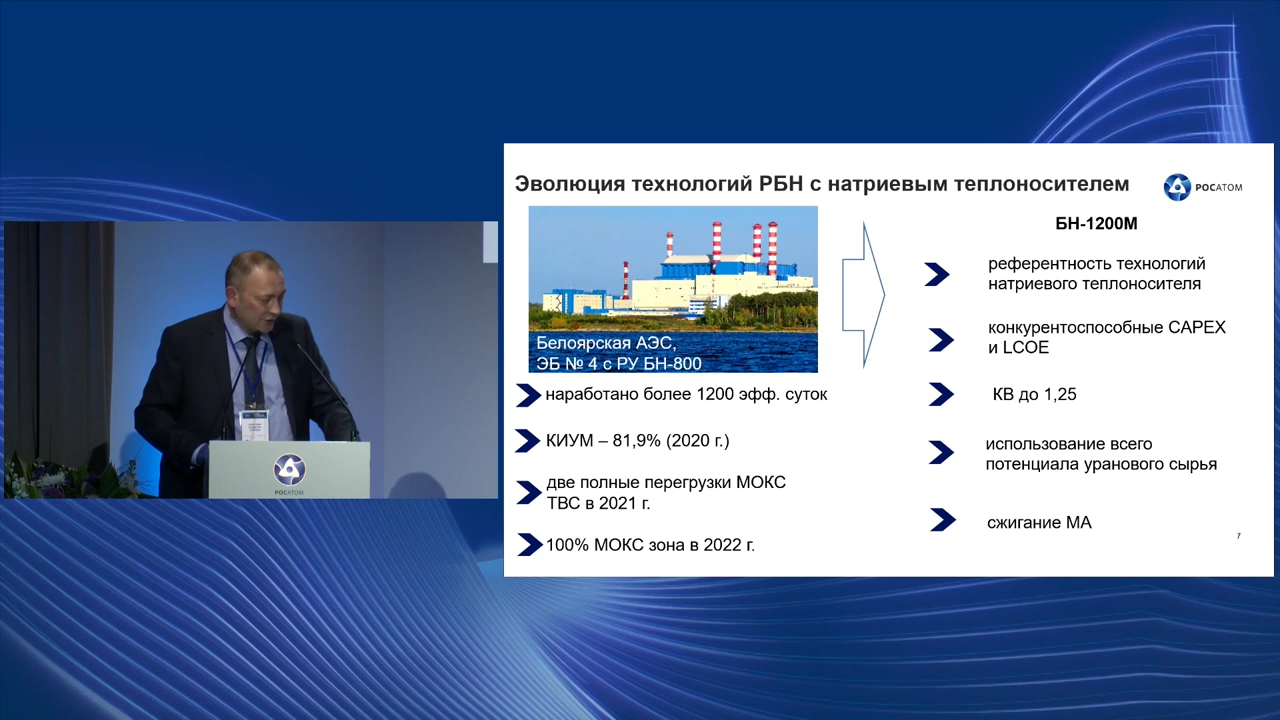 Эволюция технологий РБН с натриевым теплоносителем
РОСАТОМ
Белоярская АЭС,
ЭБ № 4 с РУ БН-800
наработано более 1200 эфф. суток
КИУМ – 81,9% (2020 г.)
две полные перегрузки МОКС
ТВС в 2021 г.
100% МОКС зона в 2022 г.
БН-1200М
референтность технологий
натриевого теплоносителя
конкурентоспособные CAPEX
и LCOE
КВ до 1,25
использование всего
потенциала уранового сырья
сжигание МА
7
РОСАТОМ